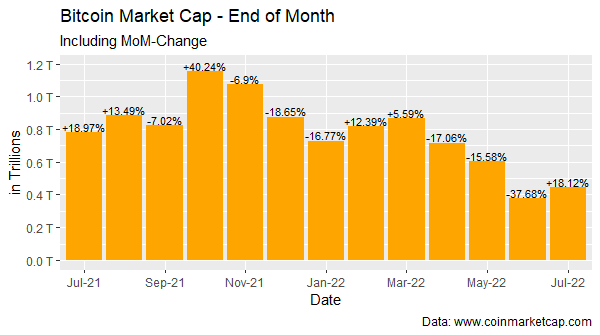 Bitcoin Market Cap - End of Month
Including MoM-Change
in Trillions
1.2 T
1.0 T
0.8 T
0.6 T
0.4 T
0.2 T
0.0 T
+18.97%
+13.49%
-7.02%
+40.24%
-6.9%
-18.65%
-16.77%
+12.39%
+5.59%
-17.06%
-15.58%
-37.68%
+18.12%
Jul-21 Sep-21 Nov-21 Jan-22 Mar-22 May-22 Jul-22
Date
Data: www.coinmarketcap.com